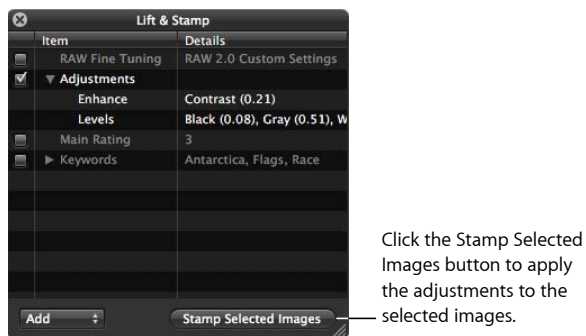 Lift & Stamp
Item Details
RAW Fine Tuning RAW 2.0 Custom Settings
Adjustments
Enhance Contrast (0.21)
Levels Black (0.08), Gray (0.51), W
Main Rating 3
Keywords Antarctica, Flags, Race
Add Stamp Selected Images
Click the Stamp Selected
Images button to apply
the adjustments to the
selected images.